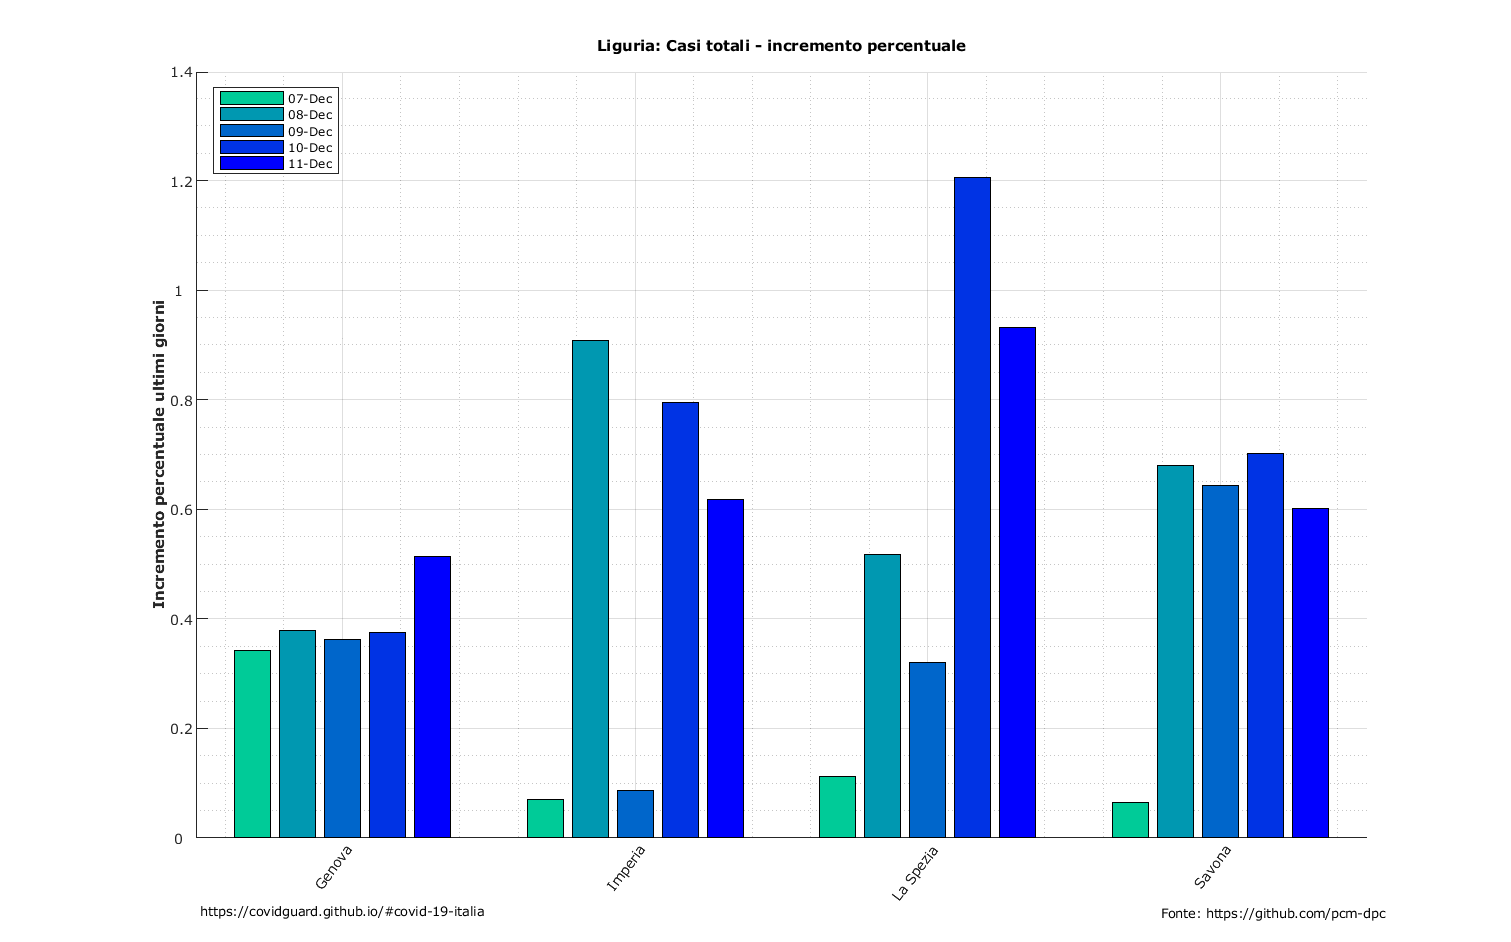 Liguria: Casi totali - incremento percentuale
1.4
1.2
1
0.8
0.6
0.4
0.2
0
Incremento percentuale ultimi giorni
07-Dec
08-Dec
09-Dec
10-Dec
11-Dec
Genova
Imperia
La Spezia
Savona
https://covidguard.github.io/#covid-19-italia
Fonte: https://github.com/pcm-dpc